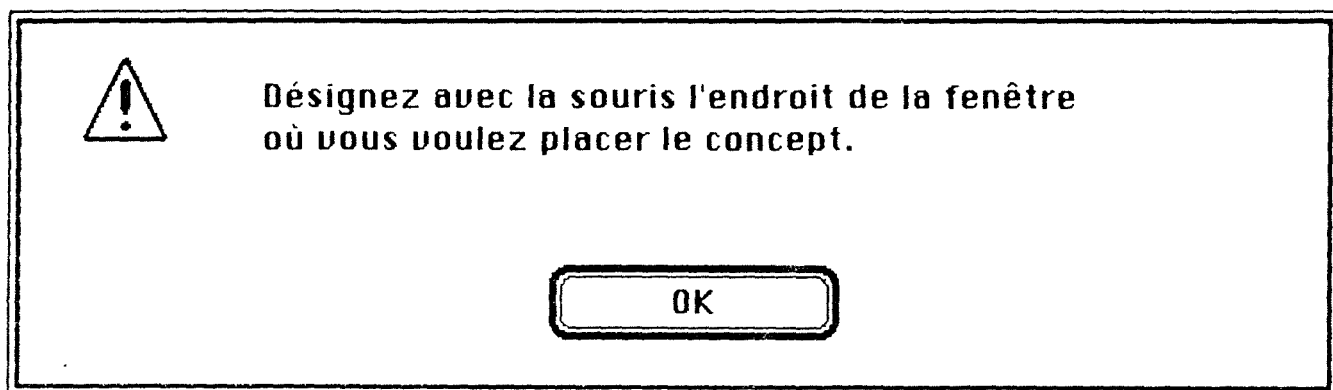 Désignez avec la souris l'endroit de la fenêtre
où vous voulez placer le concept.
OK